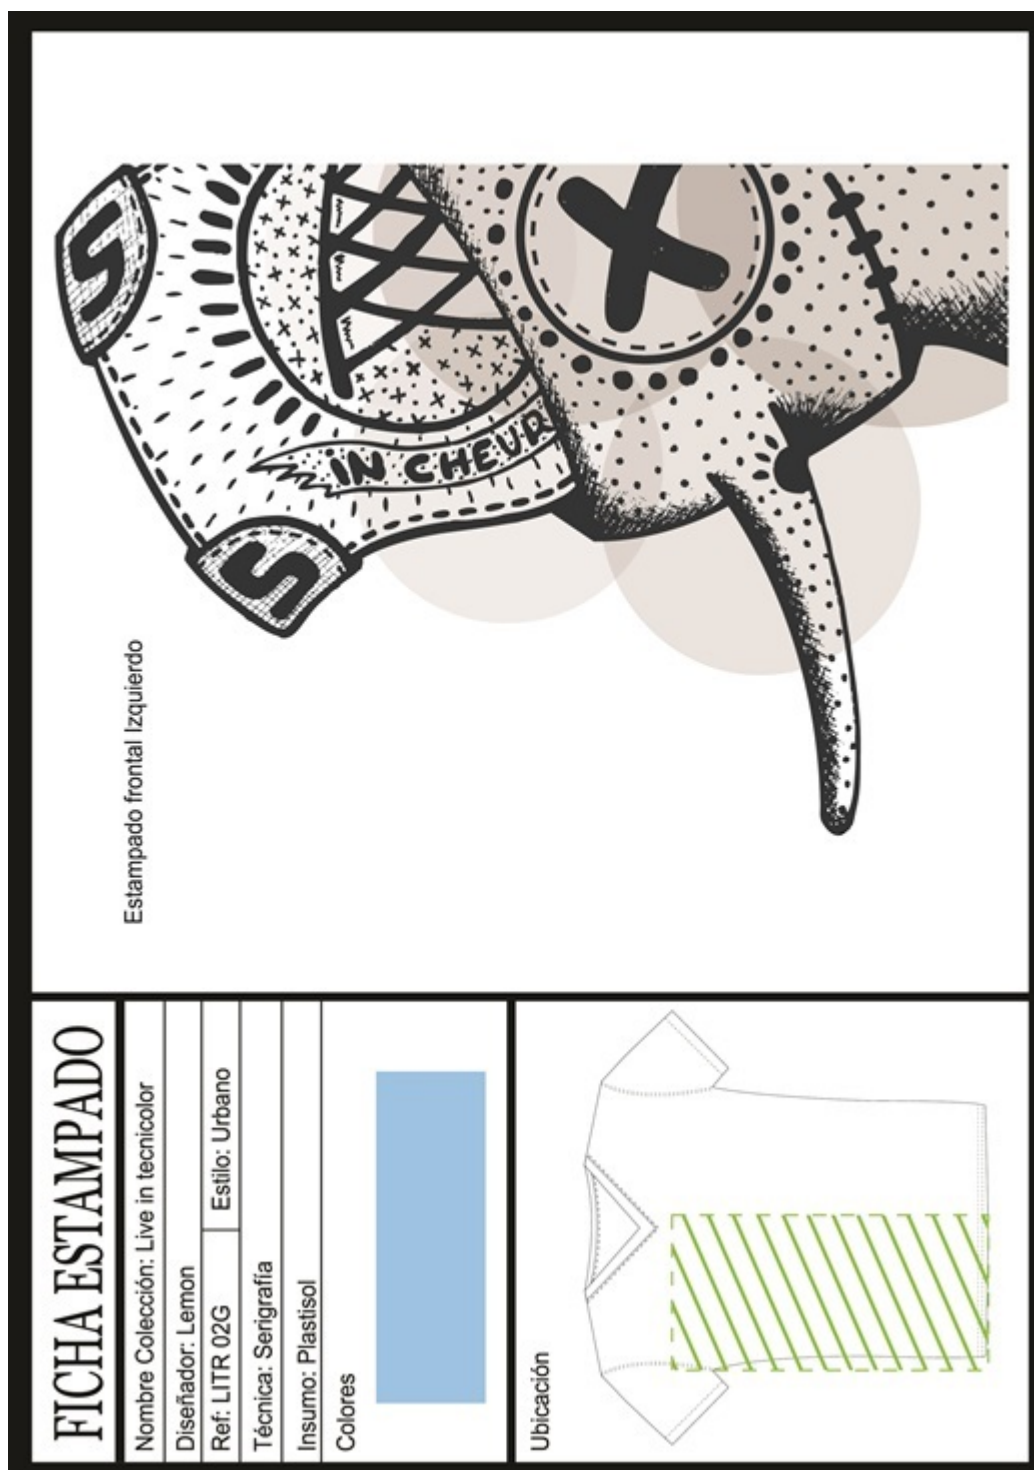 FICHA ESTAMPADO
Nombre Colección: Live in tecnicolor
Diseñador: Lemon
Ref: LITR 02G
Estilo: Urbano
Técnica: Serigrafía
Insumo: Plastisol
Colores
Ubicación
Estampado frontal Izquierdo
S
S
IN CHEUR